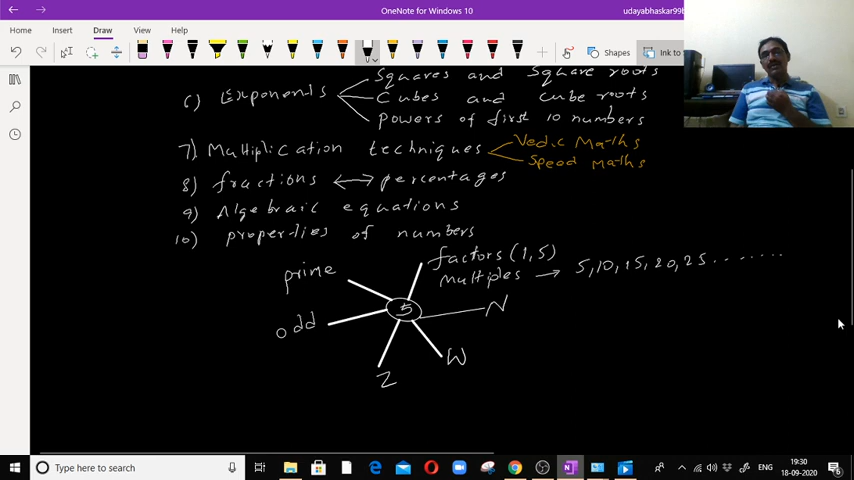 OneNote for Windows 10
udayabhaskar99
File Home Insert Draw View Help
Shapes
Ink to
Squares and Square roots
6) Exponents Cubes and cube roots
Powers of first 10 numbers
7) Multiplication techniques Vedic Maths
Speed Maths
8) fractions ↔ percentages
9) Algebraic equations
10) properties of numbers
factors (1, 5)
prime multiples → 5, 10, 15, 20, 25 ........
5 N
odd
W
Z
Type here to search
ENG
19:30
18-09-2020